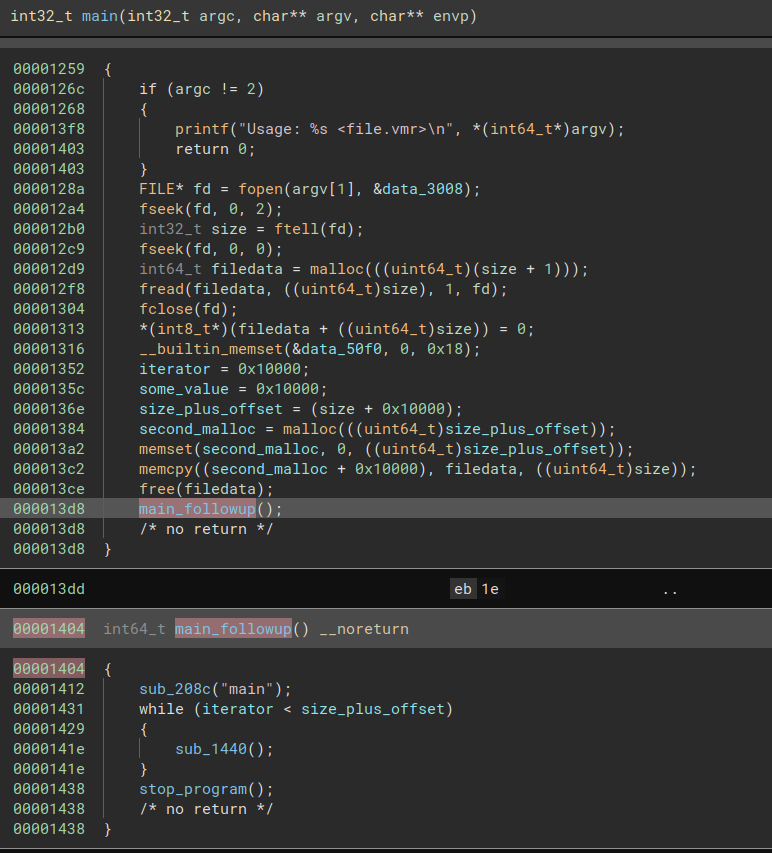 int32_t main(int32_t argc, char** argv, char** envp)
00001259 {
0000126c if (argc != 2)
00001268 {
000013f8 printf("Usage: %s <file.vmr>\n", *(int64_t*)argv);
00001403 return 0;
00001403 }
0000128a FILE* fd = fopen(argv[1], &data_3008);
000012a4 fseek(fd, 0, 2);
000012b0 int32_t size = ftell(fd);
000012c9 fseek(fd, 0, 0);
000012d9 int64_t filedata = malloc(((uint64_t)(size + 1)));
000012f8 fread(filedata, ((uint64_t)size), 1, fd);
00001304 fclose(fd);
00001313 *(int8_t*)(filedata + ((uint64_t)size)) = 0;
00001316 __builtin_memset(&data_50f0, 0, 0x18);
00001352 iterator = 0x10000;
0000135c some_value = 0x10000;
0000136e size_plus_offset = (size + 0x10000);
00001384 second_malloc = malloc(((uint64_t)size_plus_offset));
000013a2 memset(second_malloc, 0, ((uint64_t)size_plus_offset));
000013c2 memcpy((second_malloc + 0x10000), filedata, ((uint64_t)size));
000013ce free(filedata);
000013d8 main_followup();
000013d8 /* no return */
000013d8 }
000013dd eb 1e ..
00001404 int64_t main_followup() __noreturn
00001404 {
00001412 sub_208c("main");
00001431 while (iterator < size_plus_offset)
00001429 {
0000141e sub_1440();
0000141e }
00001438 stop_program();
00001438 /* no return */
00001438 }